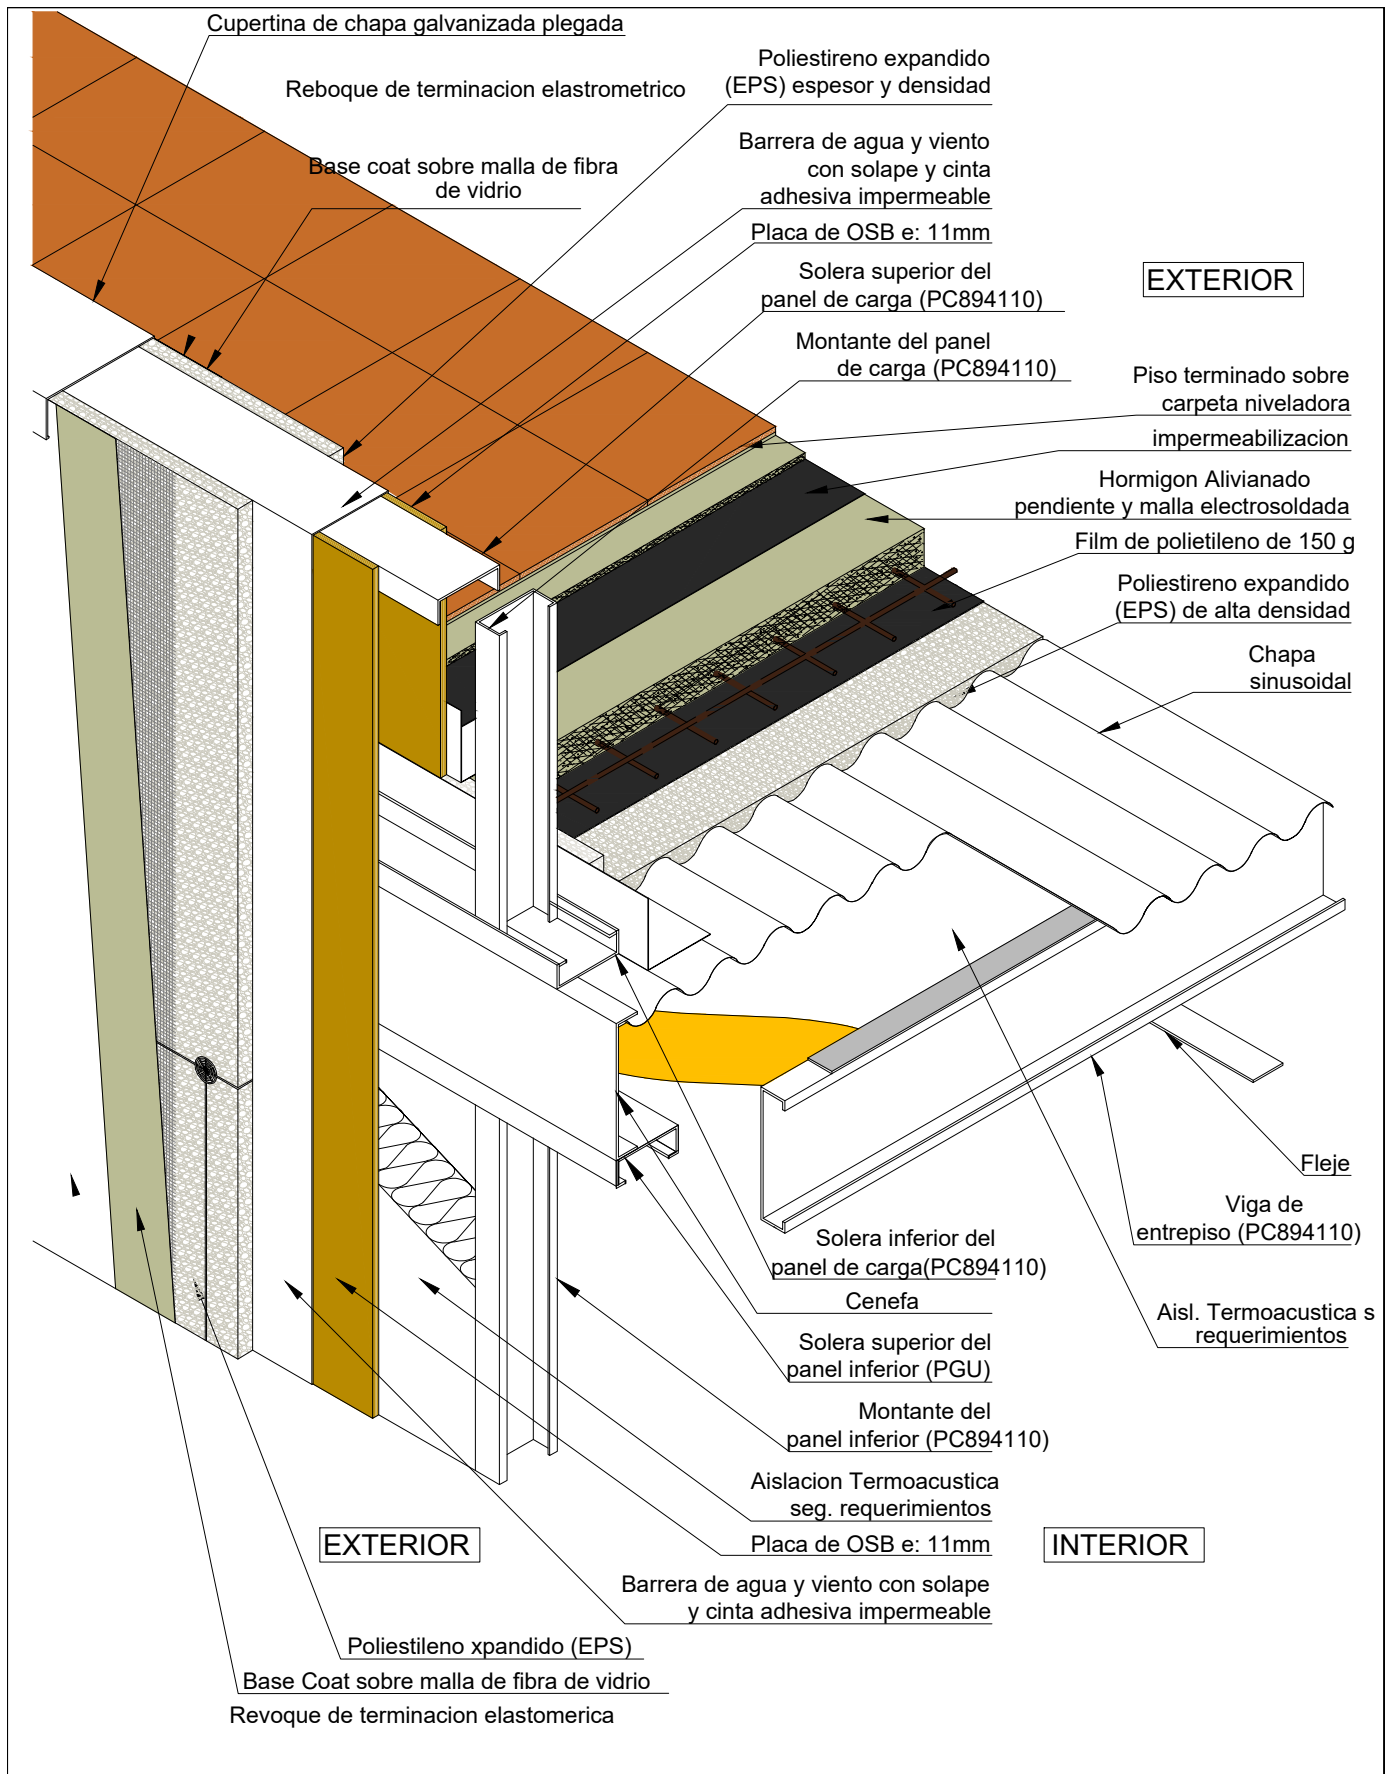 Cupertina de chapa galvanizada plegada
Reboque de terminacion elastrometrico
Base coat sobre malla de fibra
de vidrio
Poliestireno expandido
(EPS) espesor y densidad
Barrera de agua y viento
con solape y cinta
adhesiva impermeable
Placa de OSB e: 11mm
Solera superior del
panel de carga (PC894110)
Montante del panel
de carga (PC894110)
EXTERIOR
Piso terminado sobre
carpeta niveladora
impermeabilizacion
Hormigon Alivianado
pendiente y malla electrosoldada
Film de polietileno de 150 g
Poliestireno expandido
(EPS) de alta densidad
Chapa
sinusoidal
Fleje
Viga de
entrepiso (PC894110)
Aisl. Termoacustica s
requerimientos
Solera inferior del
panel de carga(PC894110)
Cenefa
Solera superior del
panel inferior (PGU)
Montante del
panel inferior (PC894110)
Aislacion Termoacustica
seg. requerimientos
Placa de OSB e: 11mm
Barrera de agua y viento con solape
y cinta adhesiva impermeable
EXTERIOR
INTERIOR
Poliestileno xpandido (EPS)
Base Coat sobre malla de fibra de vidrio
Revoque de terminacion elastomerica